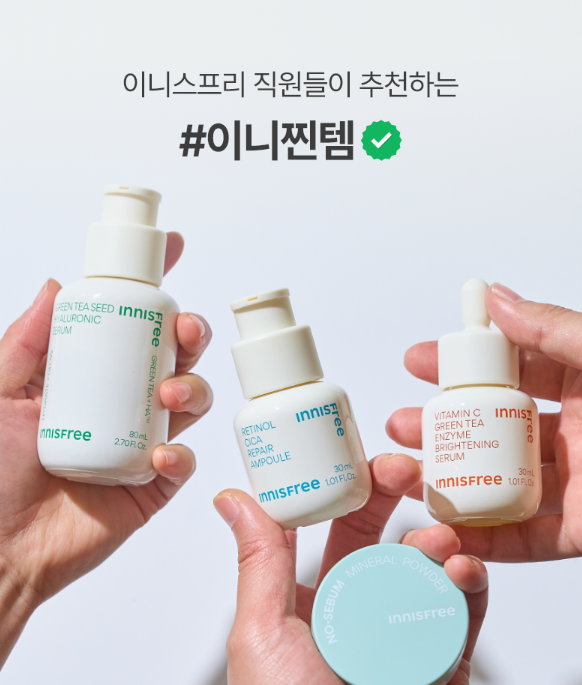 이니스프리 직원들이 추천하는
#이니찐템
GREEN TEA SEED
HYALURONIC
SERUM
innisFree
GREEN TEA + HA™
innisFree
80 mL
2.70 FL.Oz.
RETINOL
CICA
REPAIR
AMPOULE
innisFree
innisFree
30 mL
1.01 FL.Oz.
VITAMIN C
GREEN TEA
ENZYME
BRIGHTENING
SERUM
innisFree
innisFree
30 mL
1.01 FL.Oz.
NO-SEBUM MINERAL POWDER
innisFree